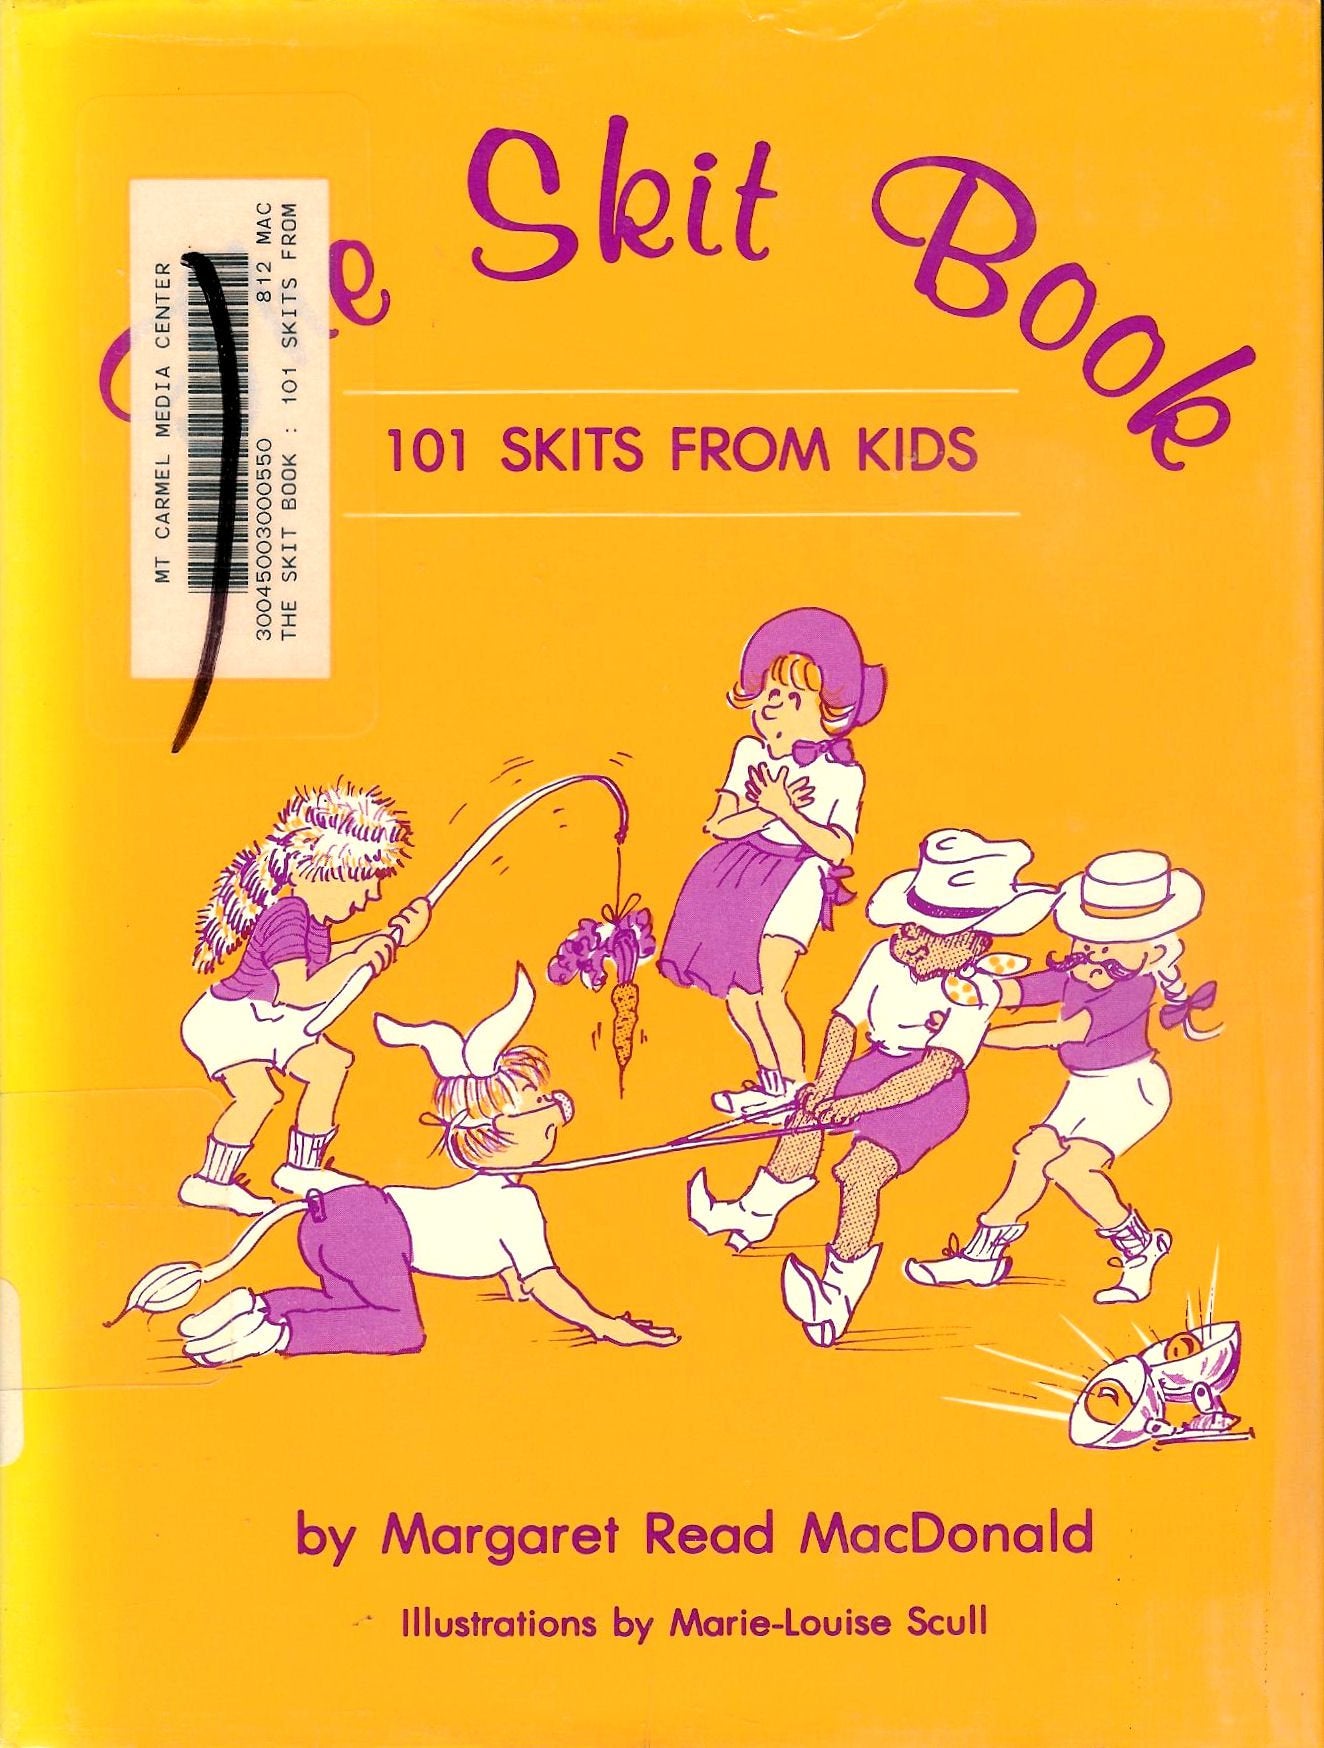 Skit Book
101 SKITS FROM KIDS
MT CARMEL MEDIA CENTER
30045003000550 812 MAC
THE SKIT BOOK : 101 SKITS FROM
by Margaret Read MacDonald
Illustrations by Marie-Louise Scull